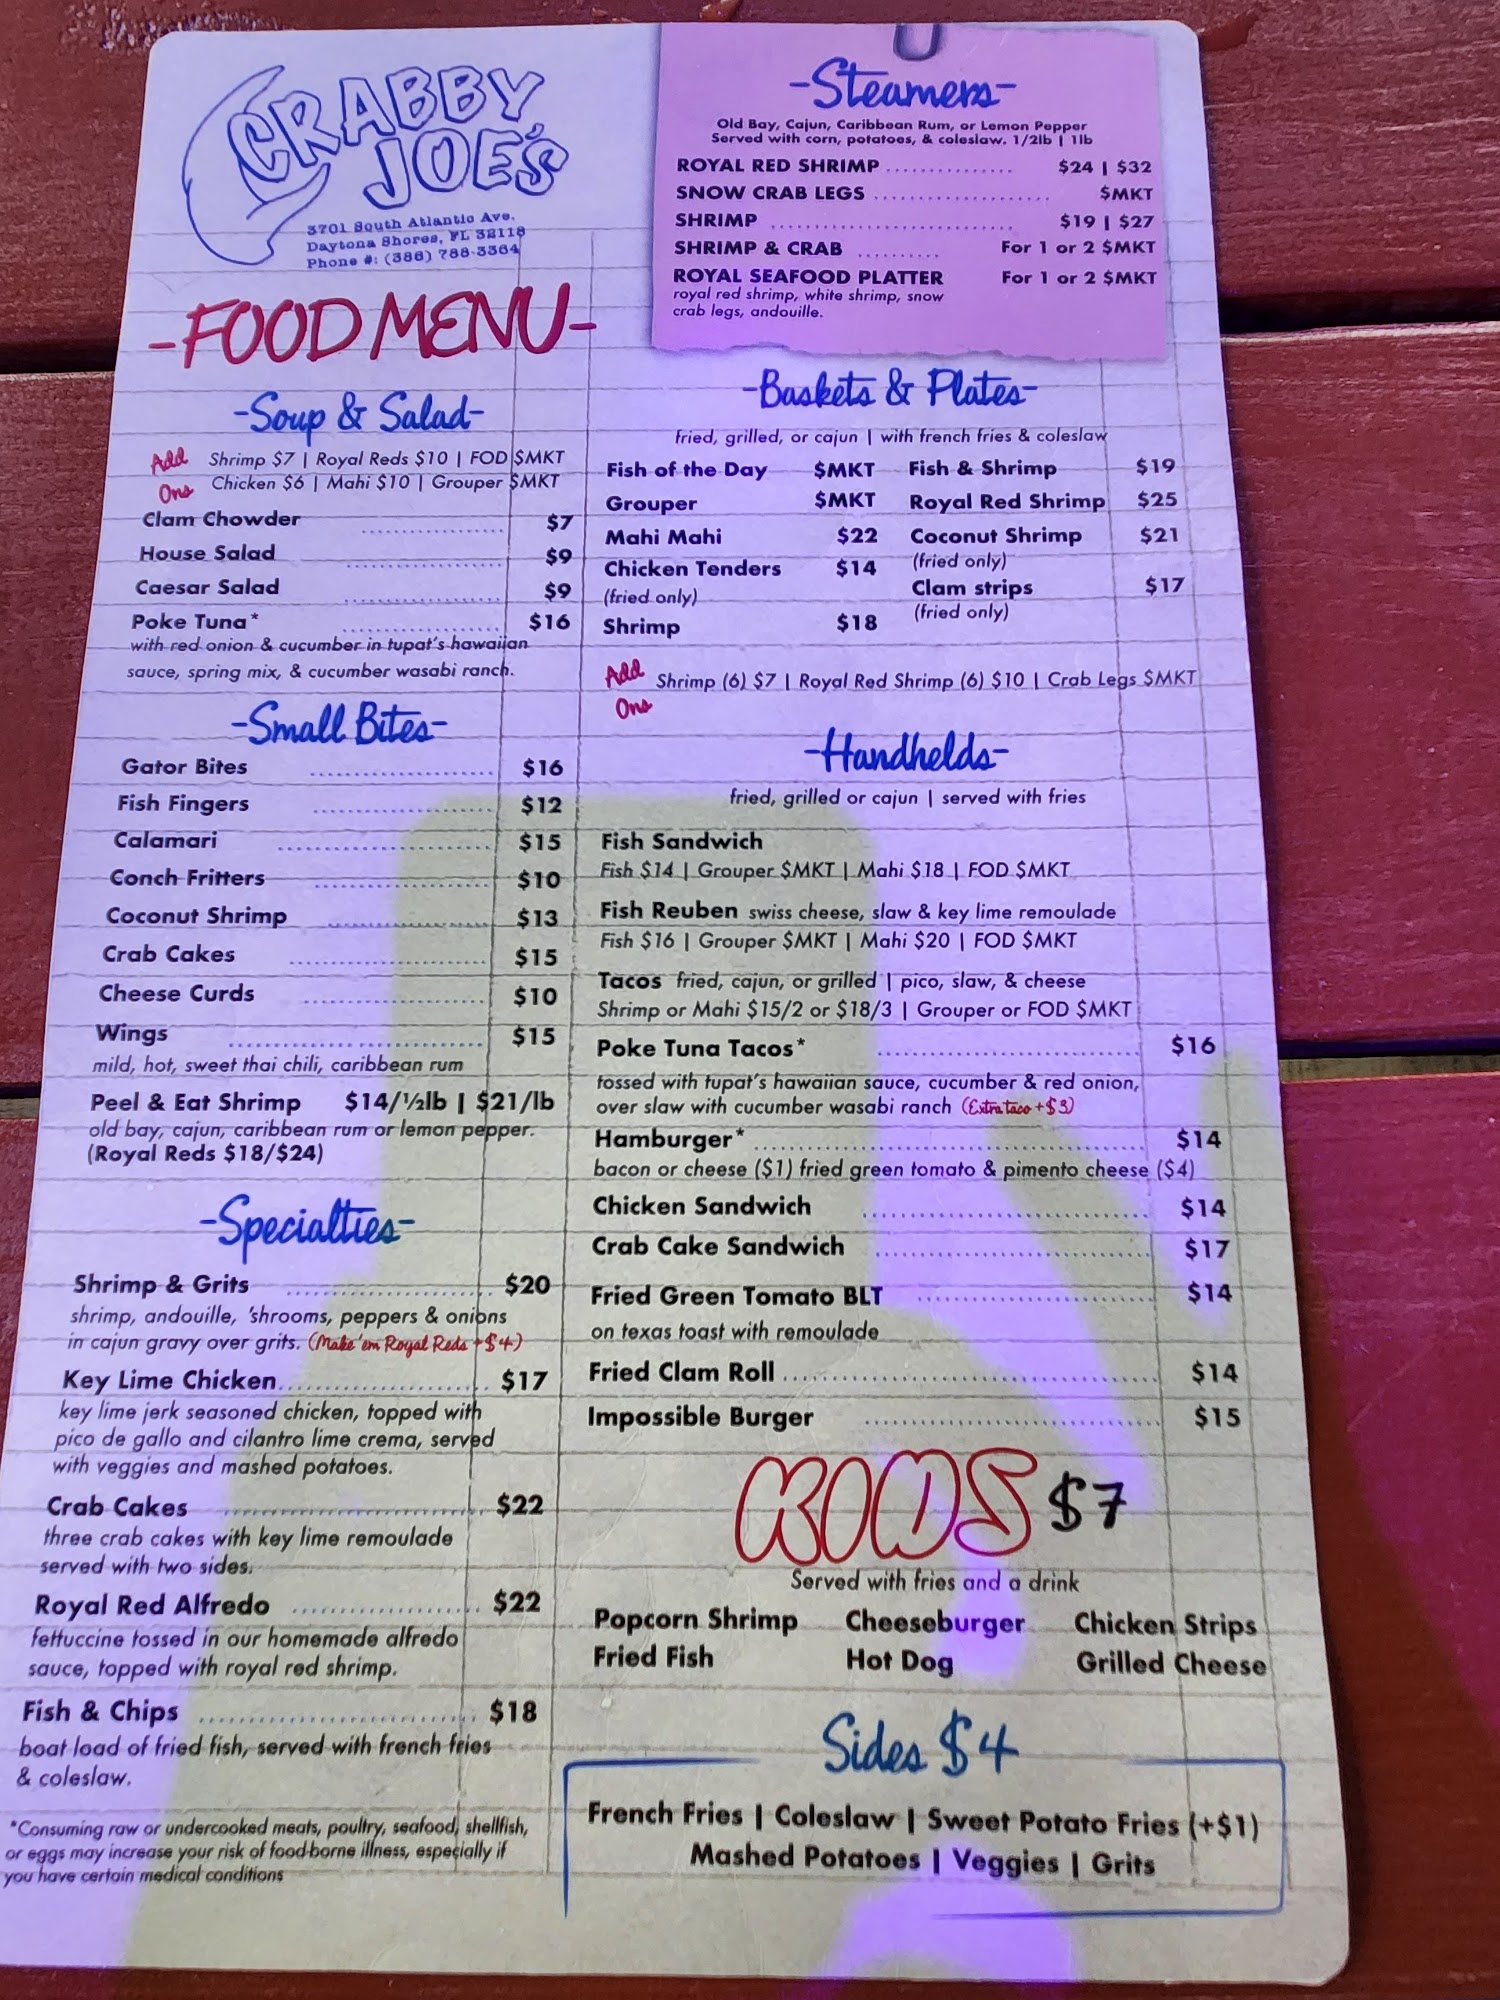 CRABBY
JOE'S
3701 South Atlantic Ave.
Daytona Shores, FL 32118
Phone #: (386) 788-3364
-FOOD MENU-
-Soup & Salad-
Add Ons
Shrimp $7 | Royal Reds $10 | FOD $MKT
Chicken $6 | Mahi $10 | Grouper $MKT
Clam Chowder $7
House Salad $9
Caesar Salad $9
Poke Tuna* $16
with red onion & cucumber in tupat's hawaiian
sauce, spring mix, & cucumber wasabi ranch.
-Small Bites-
Gator Bites $16
Fish Fingers $12
Calamari $15
Conch Fritters $10
Coconut Shrimp $13
Crab Cakes $15
Cheese Curds $10
Wings $15
mild, hot, sweet thai chili, caribbean rum
Peel & Eat Shrimp $14/½lb | $21/lb
old bay, cajun, caribbean rum or lemon pepper.
(Royal Reds $18/$24)
-Specialties-
Shrimp & Grits $20
shrimp, andouille, 'shrooms, peppers & onions
in cajun gravy over grits. (Make 'em Royal Reds +$4)
Key Lime Chicken $17
key lime jerk seasoned chicken, topped with
pico de gallo and cilantro lime crema, served
with veggies and mashed potatoes.
Crab Cakes $22
three crab cakes with key lime remoulade
served with two sides.
Royal Red Alfredo $22
fettuccine tossed in our homemade alfredo
sauce, topped with royal red shrimp.
Fish & Chips $18
boat load of fried fish, served with french fries
& coleslaw.
*Consuming raw or undercooked meats, poultry, seafood, shellfish,
or eggs may increase your risk of food-borne illness, especially if
you have certain medical conditions
-Steamers-
Old Bay, Cajun, Caribbean Rum, or Lemon Pepper
Served with corn, potatoes, & coleslaw. 1/2lb | 1lb
ROYAL RED SHRIMP $24 | $32
SNOW CRAB LEGS $MKT
SHRIMP $19 | $27
SHRIMP & CRAB For 1 or 2 $MKT
ROYAL SEAFOOD PLATTER For 1 or 2 $MKT
royal red shrimp, white shrimp, snow
crab legs, andouille.
-Baskets & Plates-
fried, grilled, or cajun | with french fries & coleslaw
Fish of the Day $MKT Fish & Shrimp $19
Grouper $MKT Royal Red Shrimp $25
Mahi Mahi $22 Coconut Shrimp $21
(fried only)
Chicken Tenders $14 Clam strips $17
(fried only) (fried only)
Shrimp $18
Add Ons
Shrimp (6) $7 | Royal Red Shrimp (6) $10 | Crab Legs $MKT
-Handhelds-
fried, grilled or cajun | served with fries
Fish Sandwich
Fish $14 | Grouper $MKT | Mahi $18 | FOD $MKT
Fish Reuben swiss cheese, slaw & key lime remoulade
Fish $16 | Grouper $MKT | Mahi $20 | FOD $MKT
Tacos fried, cajun, or grilled | pico, slaw, & cheese
Shrimp or Mahi $15/2 or $18/3 | Grouper or FOD $MKT
Poke Tuna Tacos* $16
tossed with tupat's hawaiian sauce, cucumber & red onion,
over slaw with cucumber wasabi ranch (Extra taco +$3)
Hamburger* $14
bacon or cheese ($1) fried green tomato & pimento cheese ($4)
Chicken Sandwich $14
Crab Cake Sandwich $17
Fried Green Tomato BLT $14
on texas toast with remoulade
Fried Clam Roll $14
Impossible Burger $15
KIDS $7
Served with fries and a drink
Popcorn Shrimp Cheeseburger Chicken Strips
Fried Fish Hot Dog Grilled Cheese
Sides $4
French Fries | Coleslaw | Sweet Potato Fries (+$1)
Mashed Potatoes | Veggies | Grits